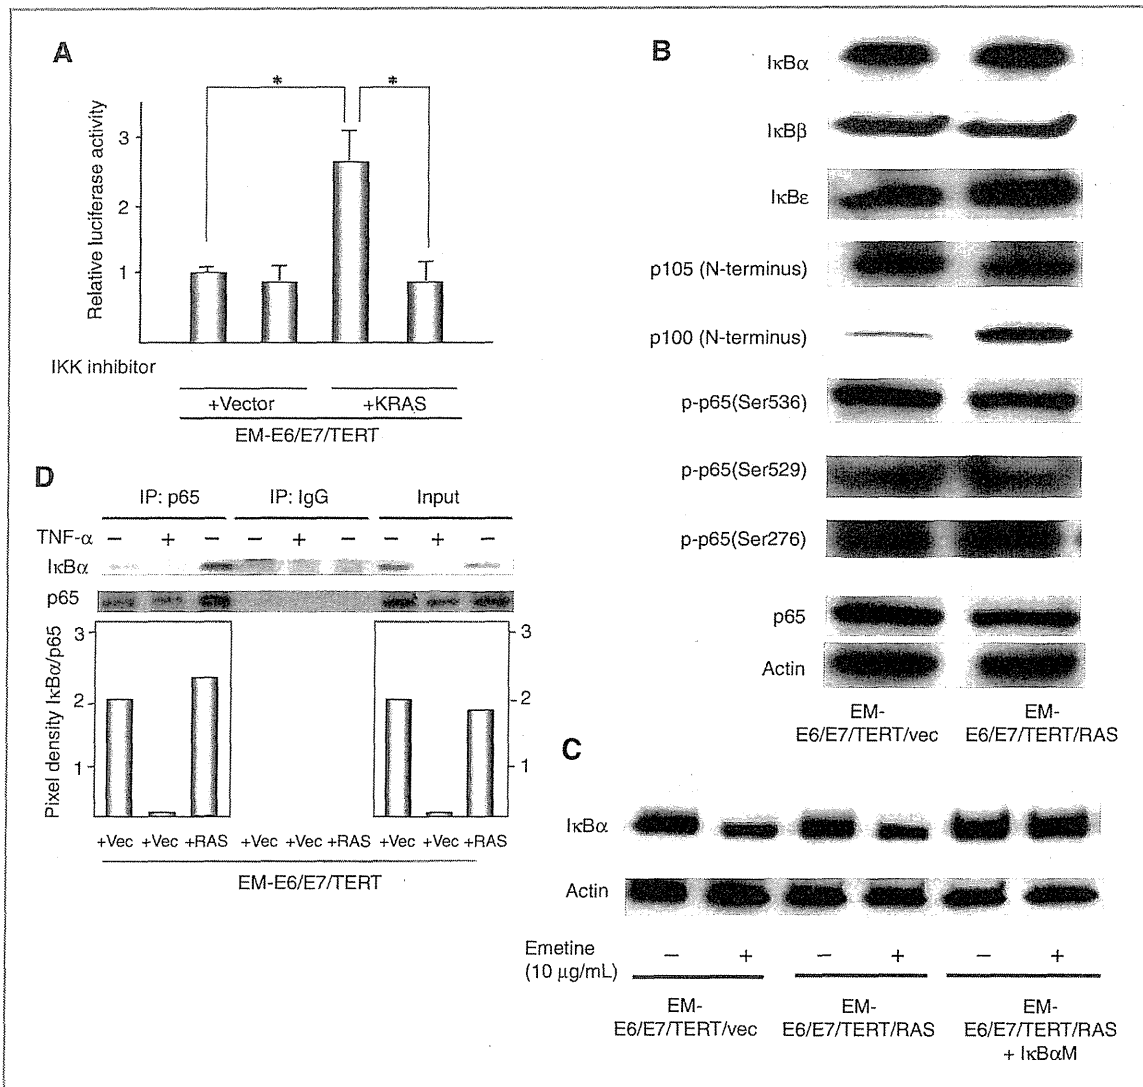 A
* *
Relative luciferase activity
3
2
1
IKK inhibitor
+Vector +KRAS
EM-E6/E7/TERT
B
IκBα
IκBβ
IκBε
p105 (N-terminus)
p100 (N-terminus)
p-p65(Ser536)
p-p65(Ser529)
p-p65(Ser276)
p65
Actin
EM-
E6/E7/TERT/vec
EM-
E6/E7/TERT/RAS
D
IP: p65 IP: IgG Input
TNF-α − + − − + − − + −
IκBα
p65
Pixel density IκBα/p65
3 3
2 2
1 1
+Vec +Vec +RAS +Vec +Vec +RAS +Vec +Vec +RAS
EM-E6/E7/TERT
C
IκBα
Actin
Emetine
(10 μg/mL)
− + − + − +
EM-
E6/E7/TERT/vec
EM-
E6/E7/TERT/RAS
EM-
E6/E7/TERT/RAS
+ IκBαM